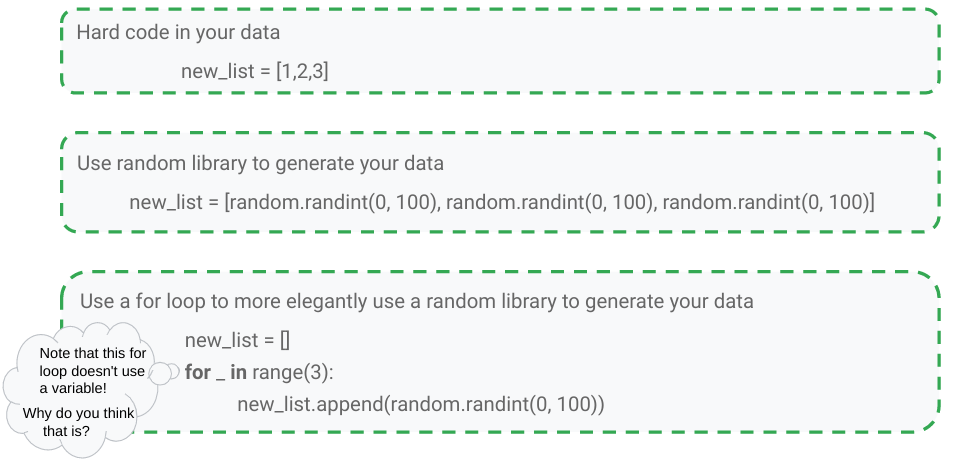 Hard code in your data
new_list = [1,2,3]
Use random library to generate your data
new_list = [random.randint(0, 100), random.randint(0, 100), random.randint(0, 100)]
Use a for loop to more elegantly use a random library to generate your data
new_list = []
for _ in range(3):
new_list.append(random.randint(0, 100))
Note that this for
loop doesn't use
a variable!
Why do you think
that is?